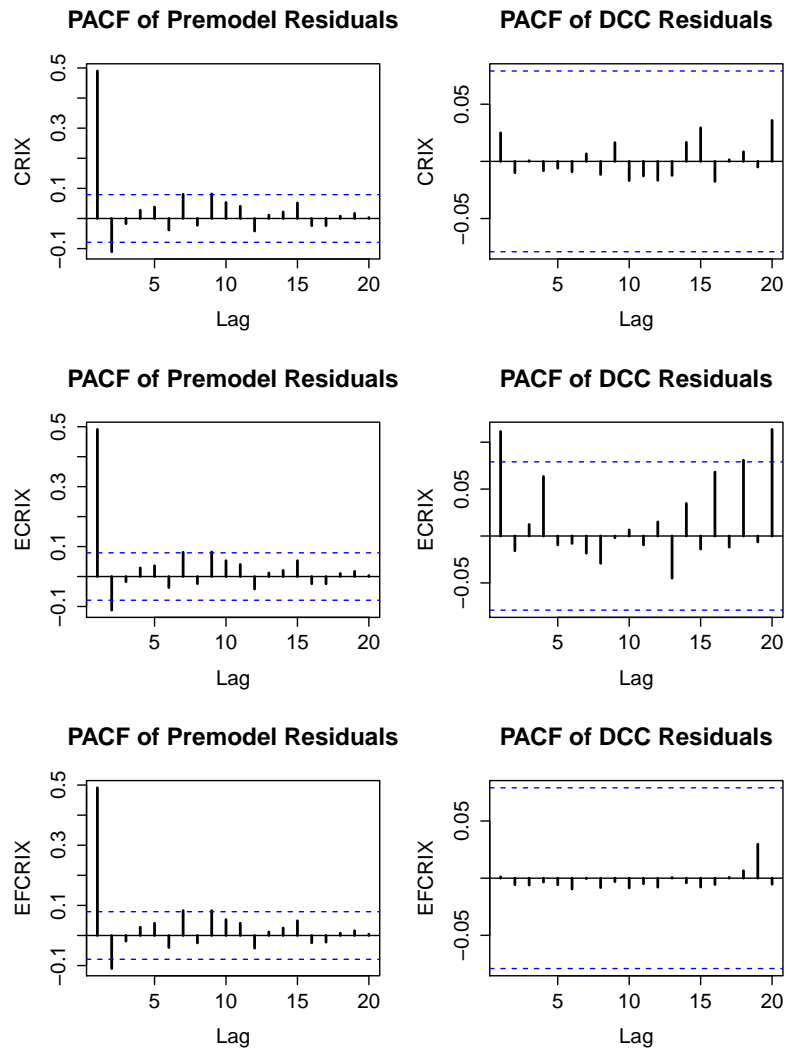 PACF of Premodel Residuals
CRIX
0.5
0.3
0.1
−0.1
5 10 15 20
Lag
PACF of DCC Residuals
CRIX
0.05
−0.05
5 10 15 20
Lag
PACF of Premodel Residuals
ECRIX
0.5
0.3
0.1
−0.1
5 10 15 20
Lag
PACF of DCC Residuals
ECRIX
0.05
−0.05
5 10 15 20
Lag
PACF of Premodel Residuals
EFCRIX
0.5
0.3
0.1
−0.1
5 10 15 20
Lag
PACF of DCC Residuals
EFCRIX
0.05
−0.05
5 10 15 20
Lag